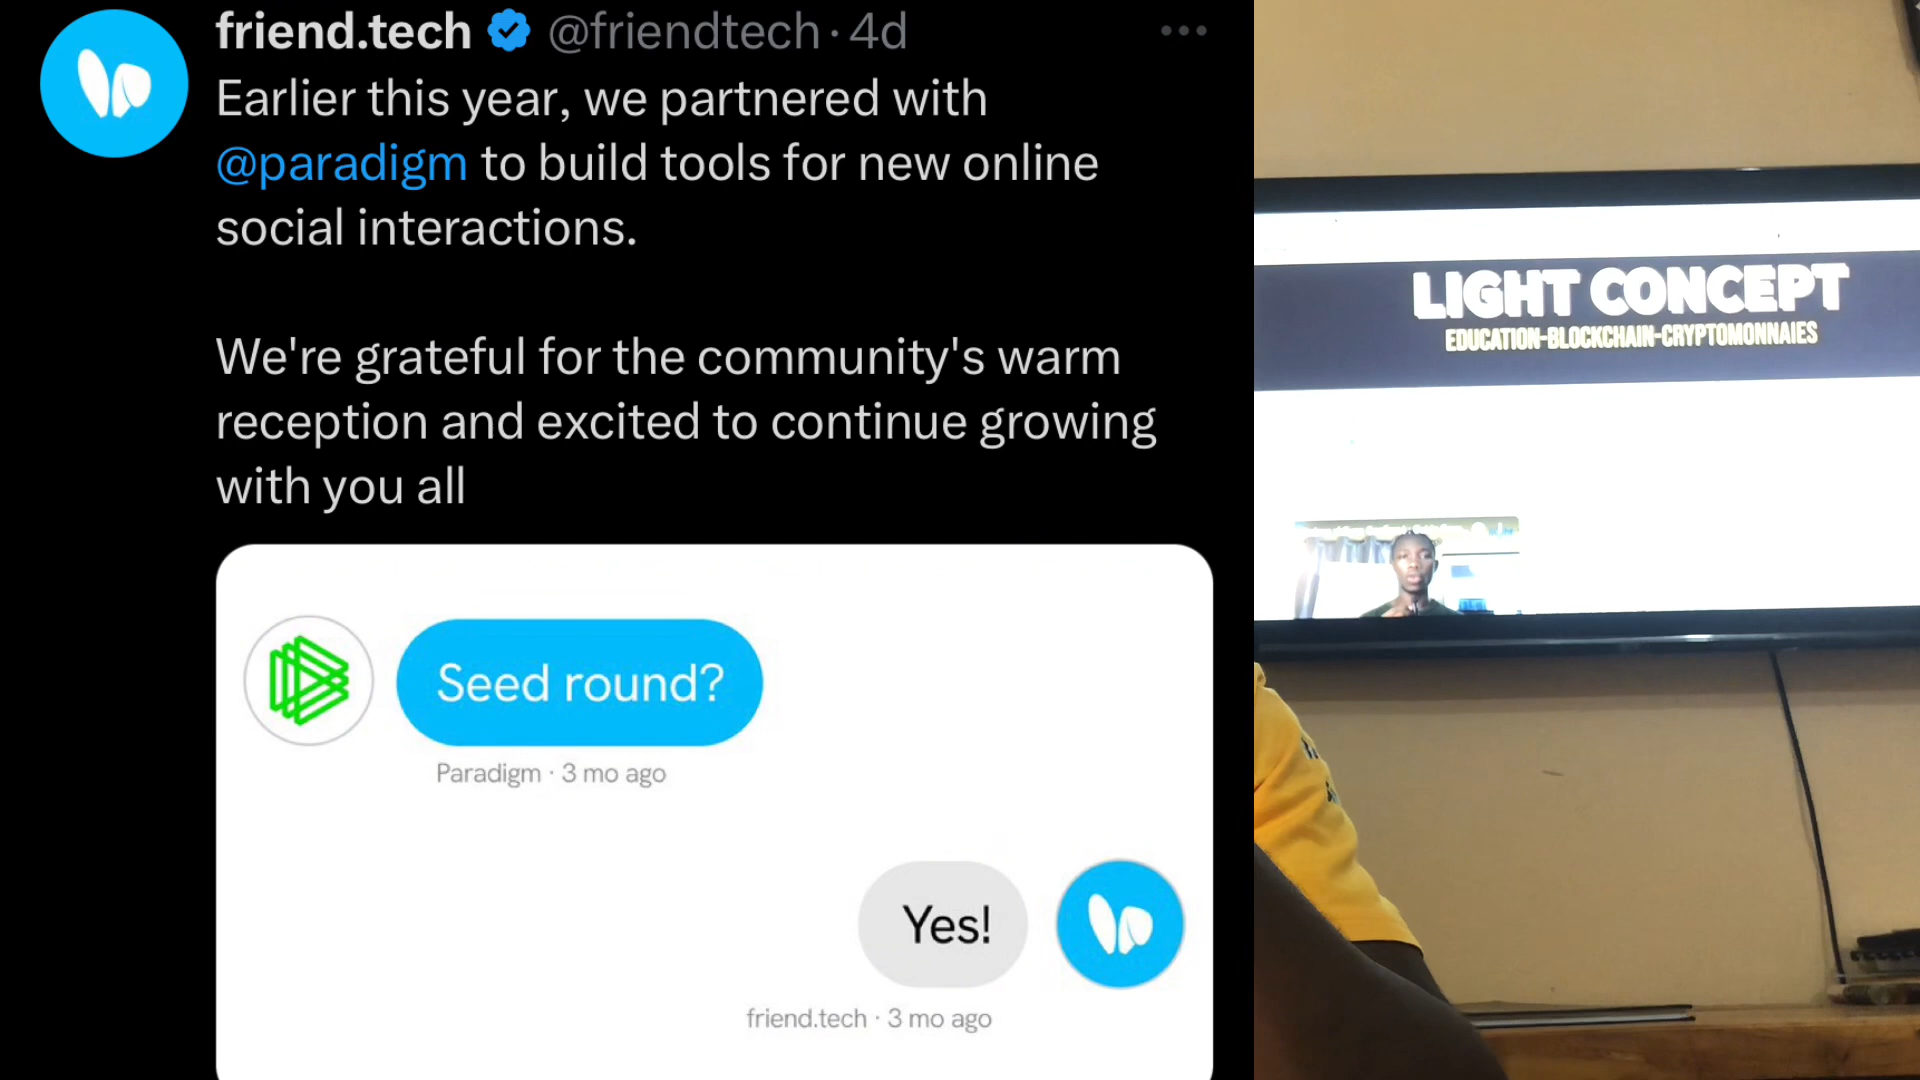 friend.tech @friendtech · 4d
Earlier this year, we partnered with
@paradigm to build tools for new online
social interactions.
We're grateful for the community's warm
reception and excited to continue growing
with you all
Seed round?
Paradigm · 3 mo ago
Yes!
friend.tech · 3 mo ago
LIGHT CONCEPT
EDUCATION-BLOCKCHAIN-CRYPTOMONNAIES